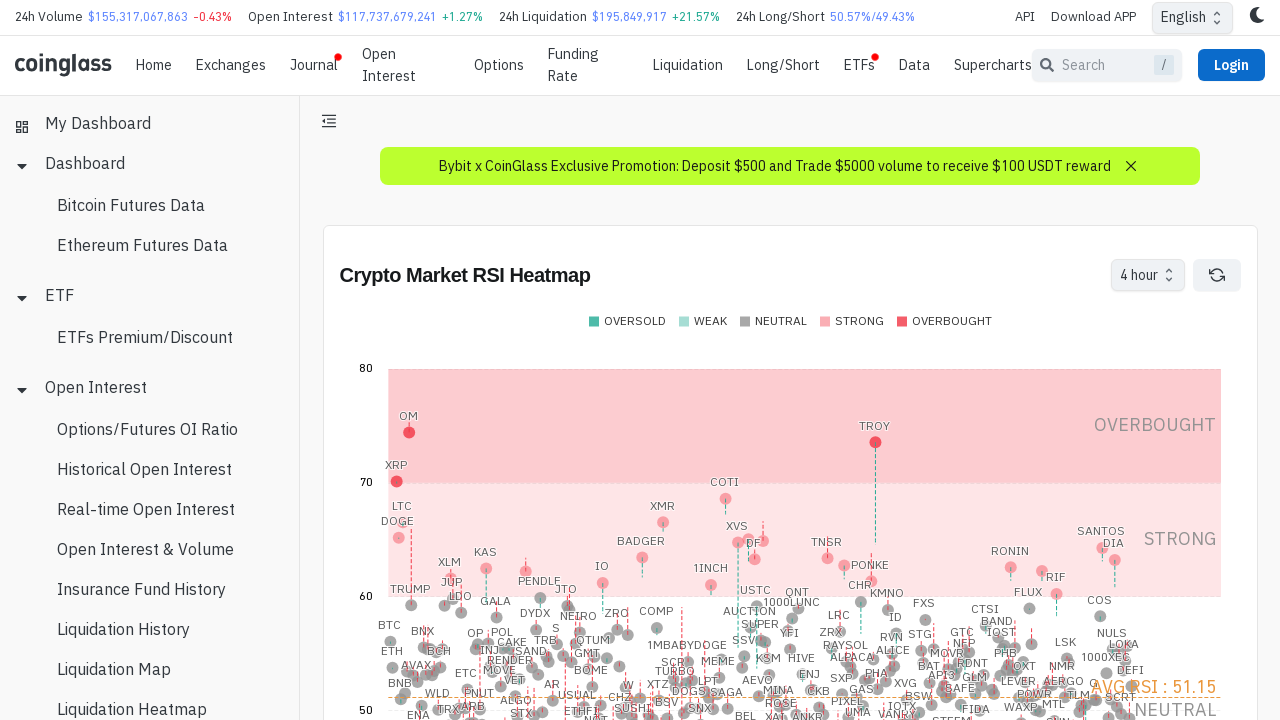 24h Volume $155,317,067,863 -0.43% Open Interest $117,737,679,241 +1.27% 24h Liquidation $195,849,917 +21.57% 24h Long/Short 50.57%/49.43% API Download APP English
coinglass Home Exchanges Journal Open Interest Options Funding Rate Liquidation Long/Short ETFs Data Supercharts Search / Login
My Dashboard
Dashboard
Bitcoin Futures Data
Ethereum Futures Data
ETF
ETFs Premium/Discount
Open Interest
Options/Futures OI Ratio
Historical Open Interest
Real-time Open Interest
Open Interest & Volume
Insurance Fund History
Liquidation History
Liquidation Map
Liquidation Heatmap
Bybit x CoinGlass Exclusive Promotion: Deposit $500 and Trade $5000 volume to receive $100 USDT reward
Crypto Market RSI Heatmap 4 hour
OVERSOLD WEAK NEUTRAL STRONG OVERBOUGHT
80
OM
TROY
OVERBOUGHT
XRP
70
COTI
LTC
XMR
DOGE
XVS
SANTOS
BADGER
DF
TNSR
DIA
STRONG
KAS
RONIN
XLM
IO
1INCH
PONKE
RIF
JUP
PENDLE
TRUMP
JTO
USTC
QNT
CHR
KMNO
FLUX
60
LDO
GALA
1000LUNC
FXS
COS
DYDX
NEIRO
ZRO
COMP
AUCTION
LRC
ID
CTSI
BTC
BNX
OP
POL
S
SUPER
YFI
ZRX
RVN
STG
GTC
BAND
IOST
NULS
ETH
BCH
INJ
CAKE
SAND
TRB
IOTUM
1MBABYDOGE
SSV
RAYSOL
ALICE
NFP
LSK
LOKA
AVAX
RENDER
GMT
SCR
MEME
KSM
HIVE
ALPACA
MOVR
RDNT
PHB
OXT
NMR
1000XEC
BNB
ETC
MOVE
VET
BOME
TURBO
LPT
AEVO
ENJ
SXP
PHA
BAT
API3
GLM
LEVER
ALERGO
DEFI
WLD
PNUT
AR
W
XTZ
DOGS
SAGA
MINA
CKB
GAS
XVG
SAFE
POWR
TLM
SCRT
AVG RSI : 51.15
ENA
ALGO
USUAL
CHZ
BSV
ROSE
PIXEL
IOTX
BSW
WAXP
MTL
50
STX
ETHFI
SUSHI
SNX
BEL
ANKR
UMA
VANRY
FIDA
NEUTRAL